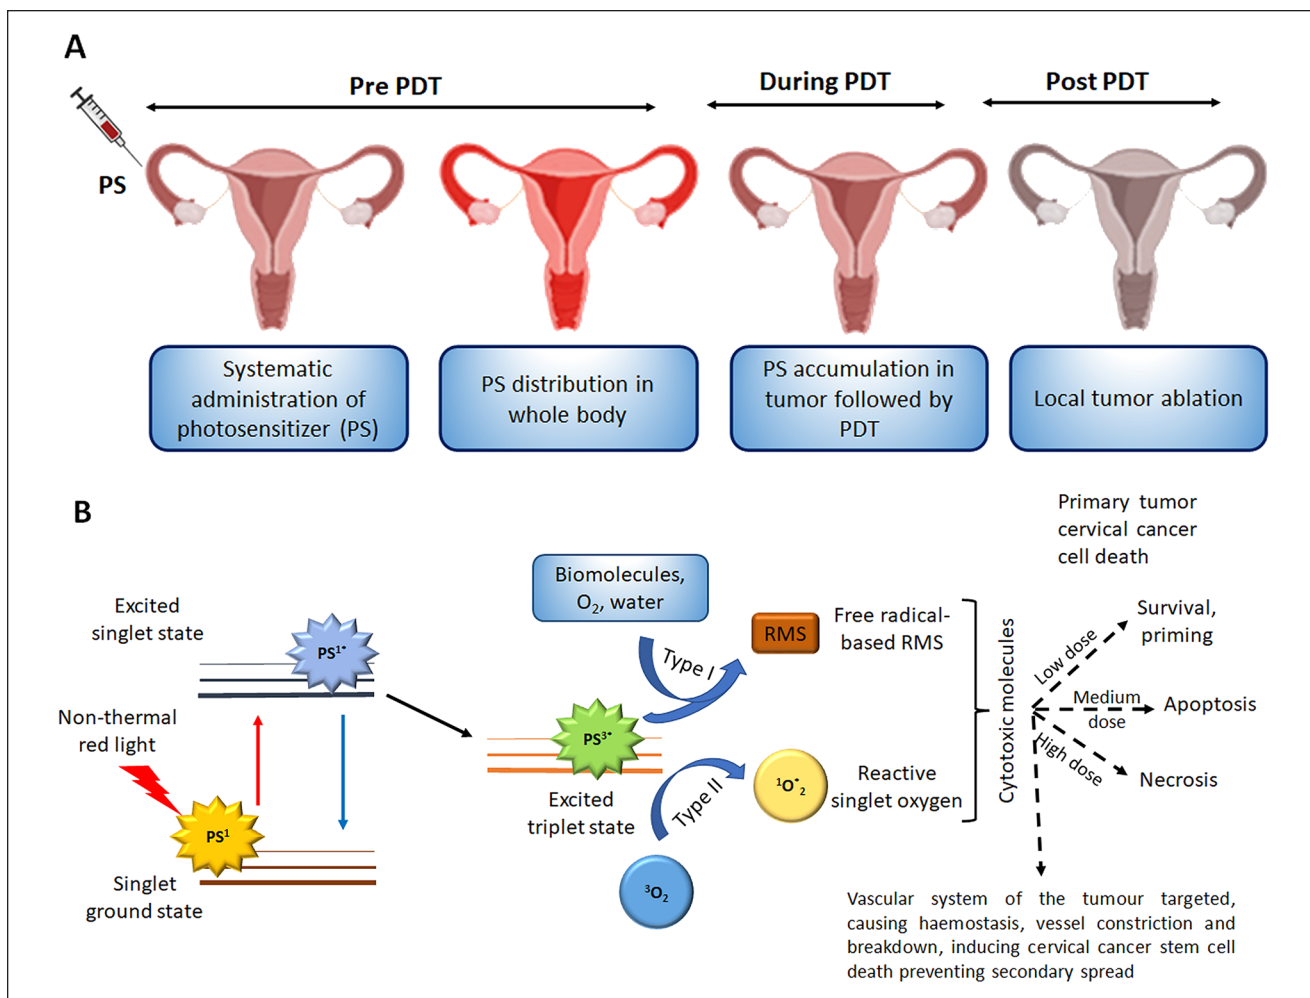 A
Pre PDT
During PDT
Post PDT
PS
Systematic
administration of
photosensitizer (PS)
PS distribution in
whole body
PS accumulation in
tumor followed by
PDT
Local tumor ablation
B
Primary tumor
cervical cancer
cell death
Biomolecules,
O₂, water
Excited
singlet state
PS¹*
Non-thermal
red light
PS¹
Singlet
ground state
Type I
RMS
Free radical-
based RMS
PS³*
Excited
triplet state
Type II
¹O*₂
Reactive
singlet oxygen
³O₂
Cytotoxic molecules
Low dose
Survival,
priming
Medium
dose
Apoptosis
High dose
Necrosis
Vascular system of the tumour targeted,
causing haemostasis, vessel constriction and
breakdown, inducing cervical cancer stem cell
death preventing secondary spread